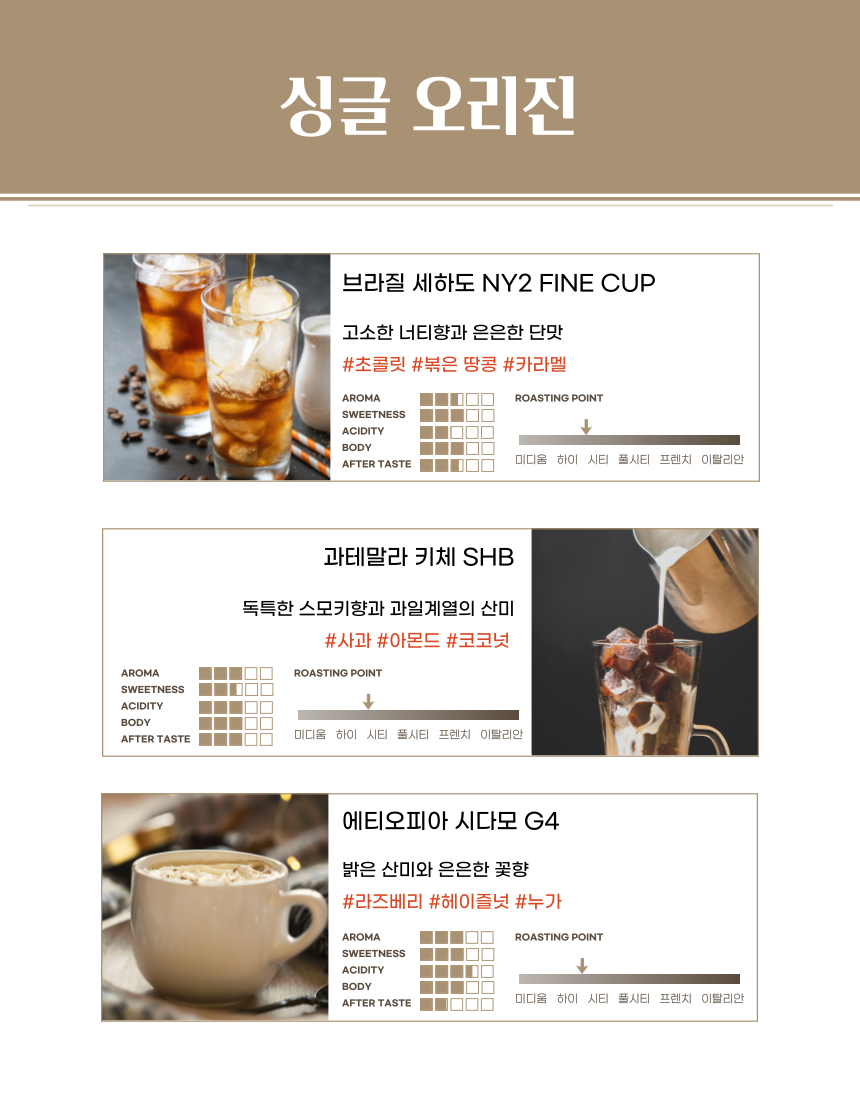 싱글 오리진
브라질 세하도 NY2 FINE CUP
고소한 너티향과 은은한 단맛
#초콜릿 #볶은 땅콩 #카라멜
AROMA
SWEETNESS
ACIDITY
BODY
AFTER TASTE
ROASTING POINT
미디움 하이 시티 풀시티 프렌치 이탈리안
과테말라 키체 SHB
독특한 스모키향과 과일계열의 산미
#사과 #아몬드 #코코넛
AROMA
SWEETNESS
ACIDITY
BODY
AFTER TASTE
ROASTING POINT
미디움 하이 시티 풀시티 프렌치 이탈리안
에티오피아 시다모 G4
밝은 산미와 은은한 꽃향
#라즈베리 #헤이즐넛 #누가
AROMA
SWEETNESS
ACIDITY
BODY
AFTER TASTE
ROASTING POINT
미디움 하이 시티 풀시티 프렌치 이탈리안